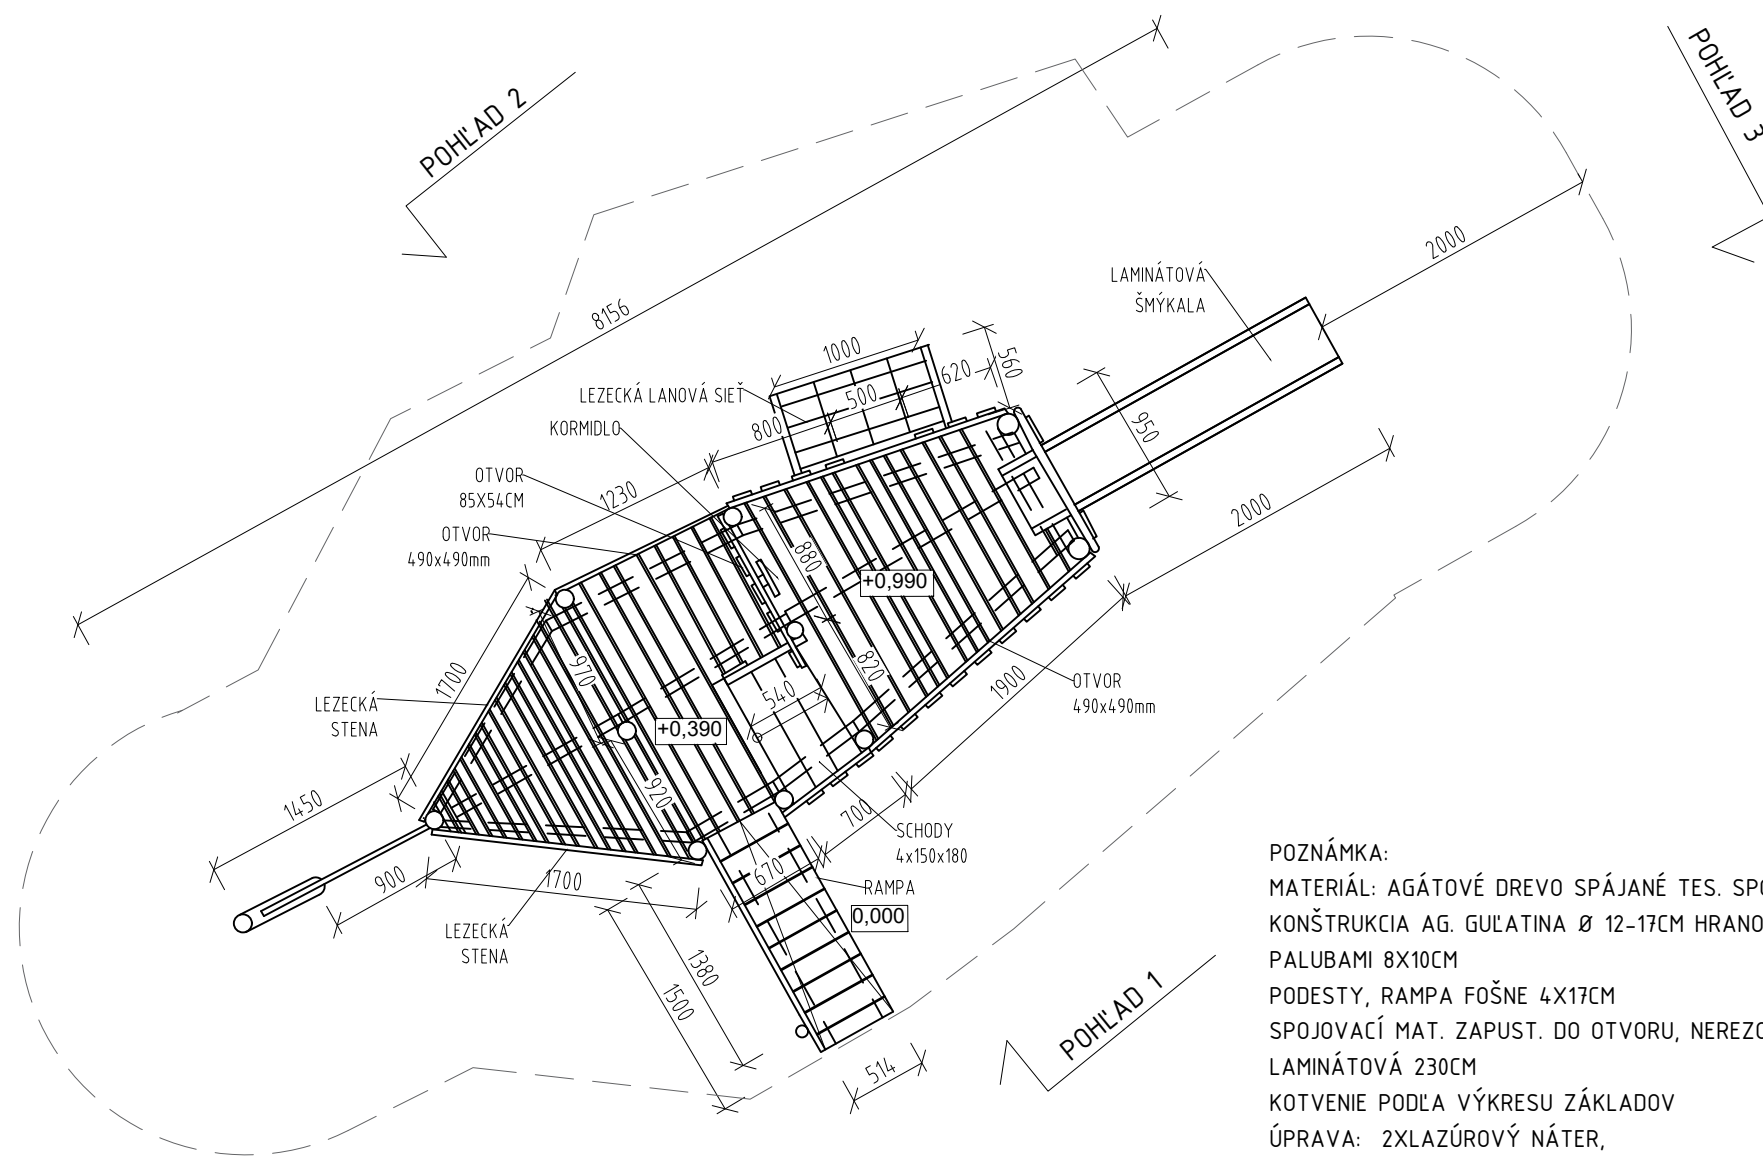 POHĽAD 2
POHĽAD 3
8156
2000
LAMINÁTOVÁ
ŠMÝKALA
1000
560
620
500
LEZECKÁ LANOVÁ SIEŤ
800
950
KORMIDLO
OTVOR
85X54CM
1230
2000
OTVOR
490x490mm
880
+0,990
970
820
1700
540
1900
OTVOR
490x490mm
LEZECKÁ
STENA
+0,390
920
1450
700
SCHODY
4x150x180
900
1700
670
RAMPA
0,000
LEZECKÁ
STENA
1380
1500
514
POHĽAD 1
POZNÁMKA:
MATERIÁL: AGÁTOVÉ DREVO SPÁJANÉ TES. SPO
KONŠTRUKCIA AG. GUĽATINA Ø 12-17CM HRANO
PALUBAMI 8X10CM
PODESTY, RAMPA FOŠNE 4X17CM
SPOJOVACÍ MAT. ZAPUST. DO OTVORU, NEREZO
LAMINÁTOVÁ 230CM
KOTVENIE PODĽA VÝKRESU ZÁKLADOV
ÚPRAVA: 2XLAZÚROVÝ NÁTER,